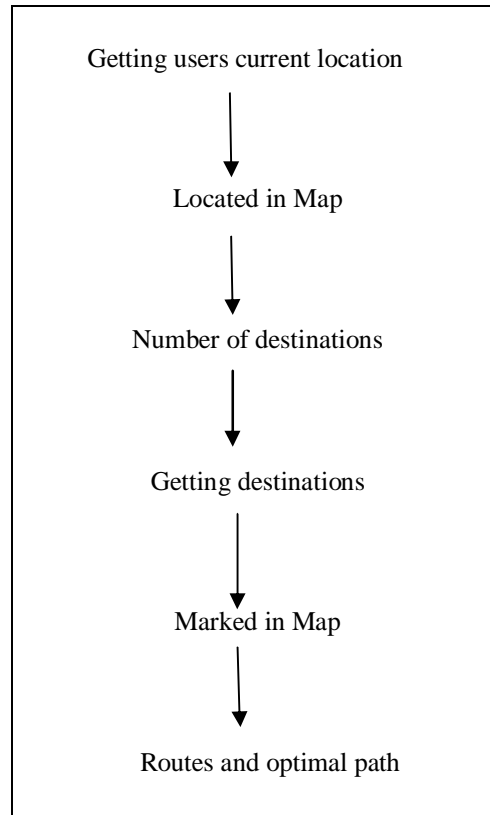 Getting users current location
Located in Map
Number of destinations
Getting destinations
Marked in Map
Routes and optimal path